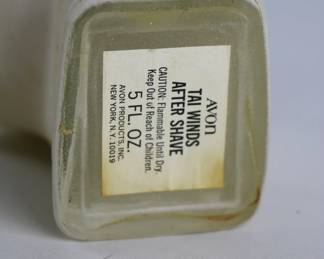 AVON
TAI WINDS
AFTER SHAVE
CAUTION: Flammable Until Dry.
Keep Out of Reach of Children.
5 FL. OZ.
AVON PRODUCTS, INC.
NEW YORK, N.Y. 10019